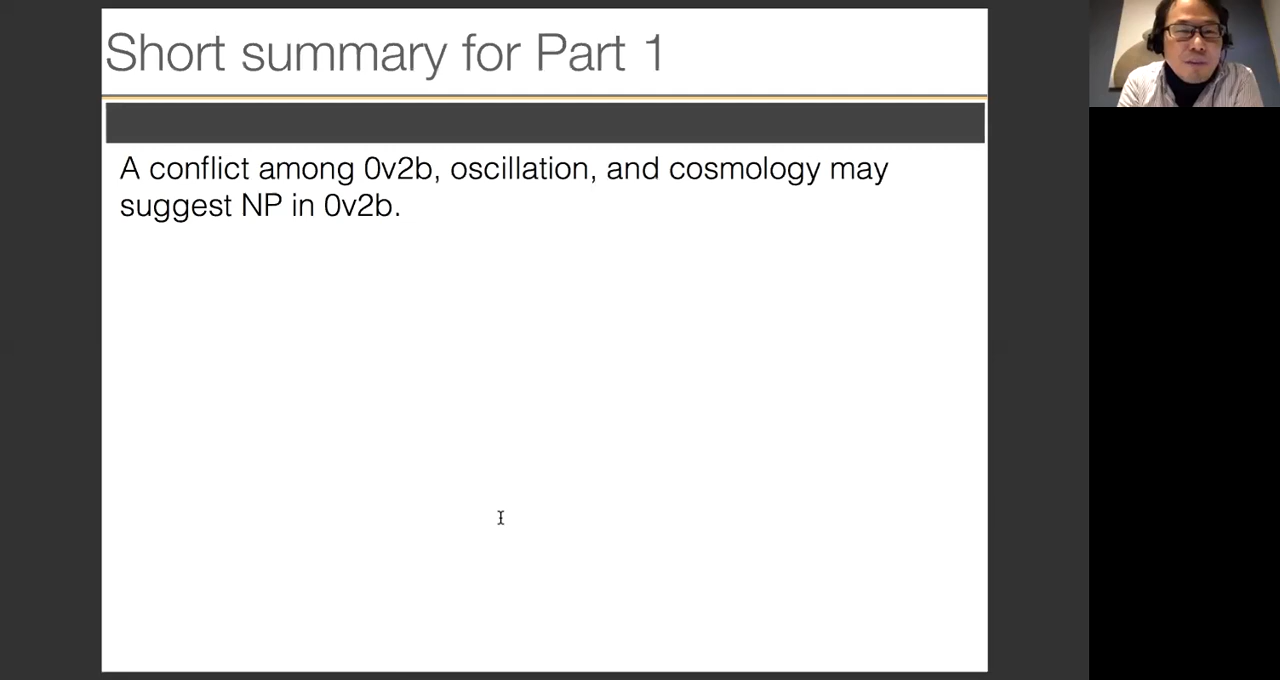 Short summary for Part 1
A conflict among 0v2b, oscillation, and cosmology may
suggest NP in 0v2b.